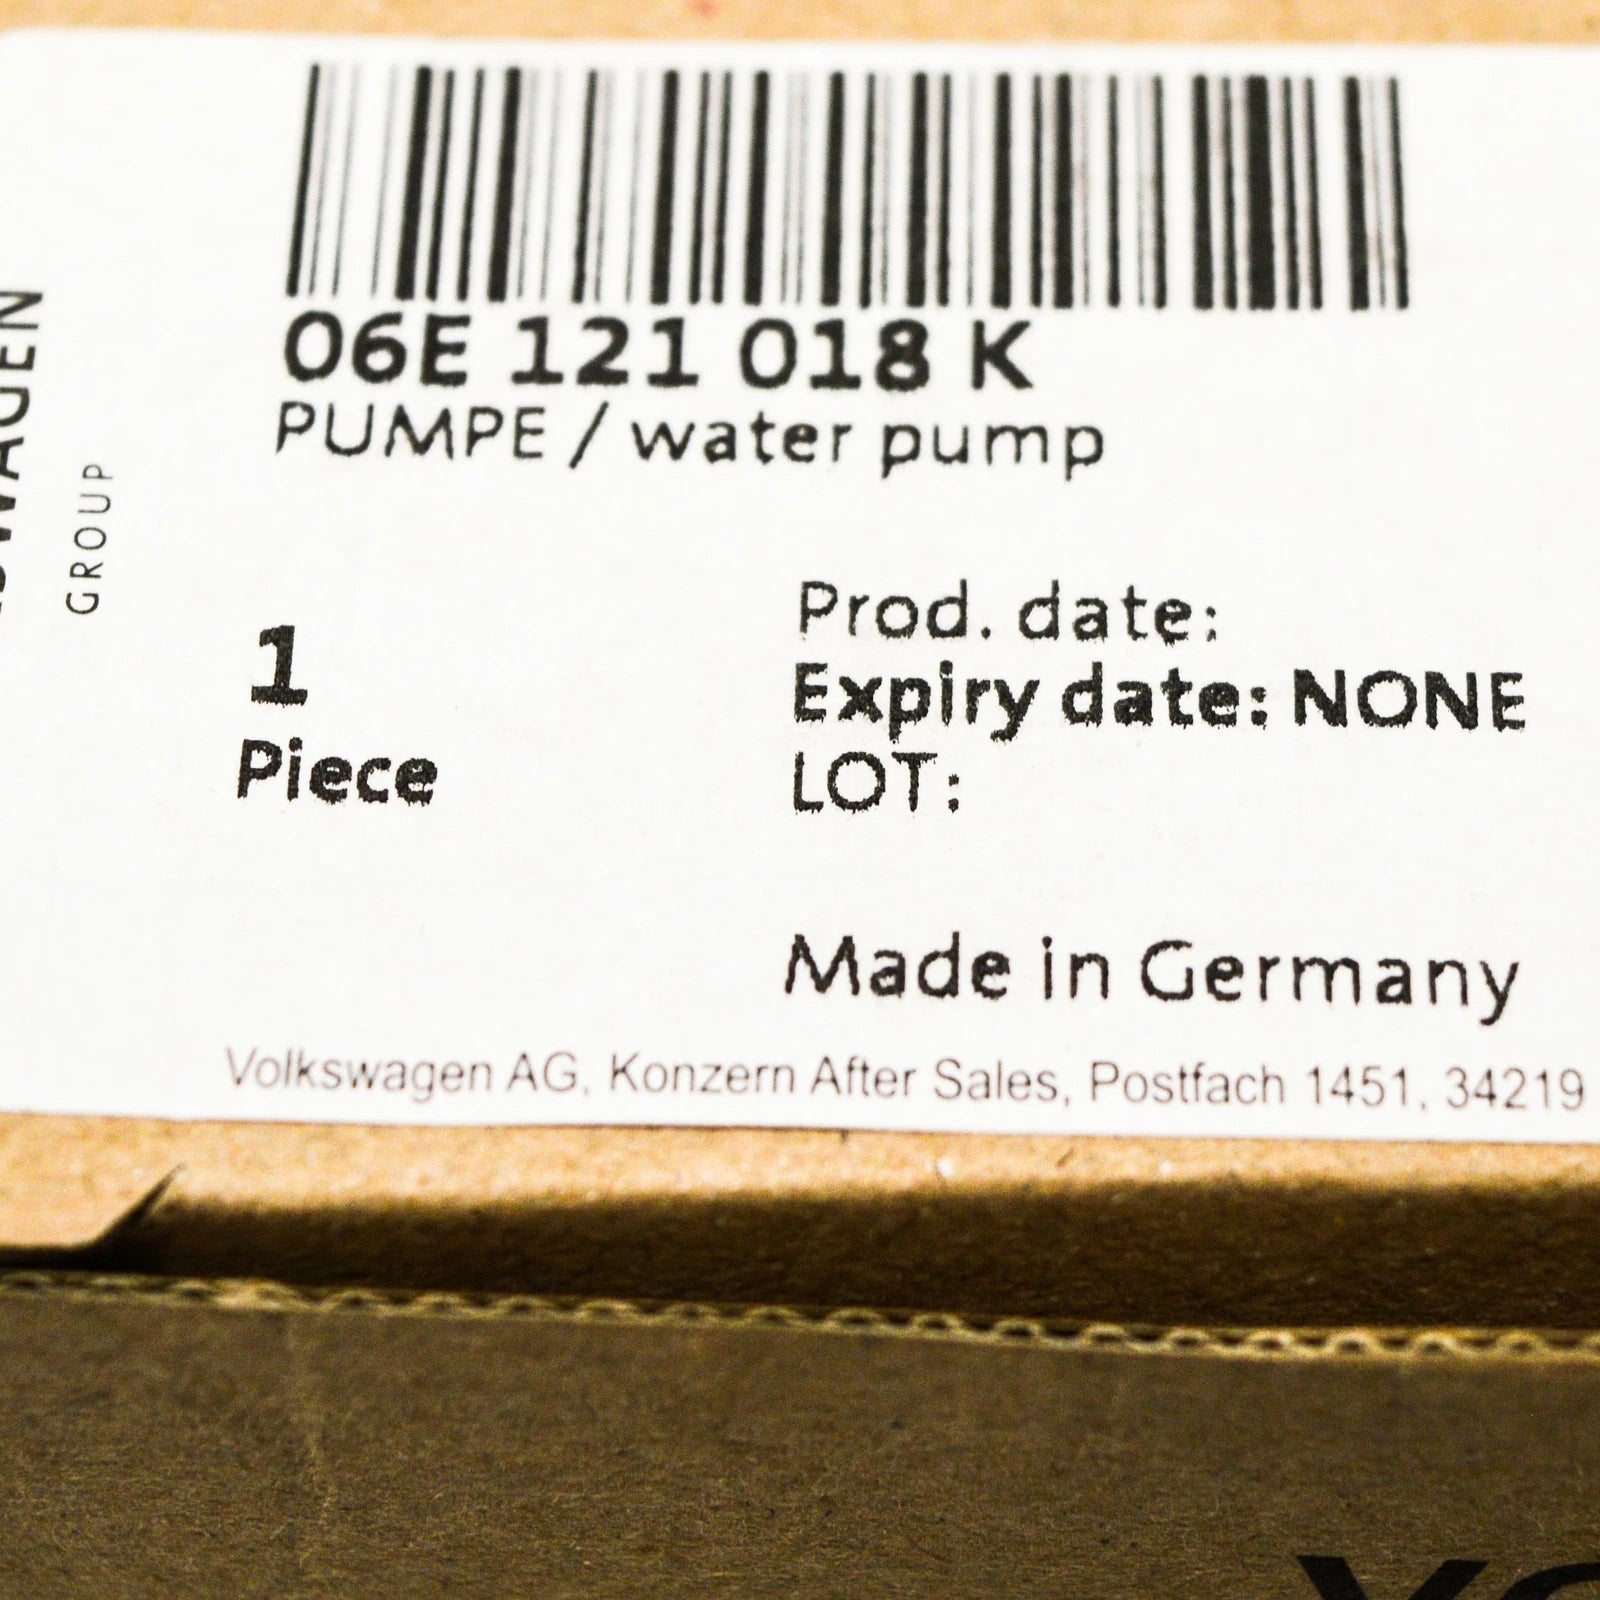 06E 121 018 K
PUMPE / water pump
GROUP
1
Piece
Prod. date:
Expiry date: NONE
LOT:
Made in Germany
Volkswagen AG, Konzern After Sales, Postfach 1451, 34219